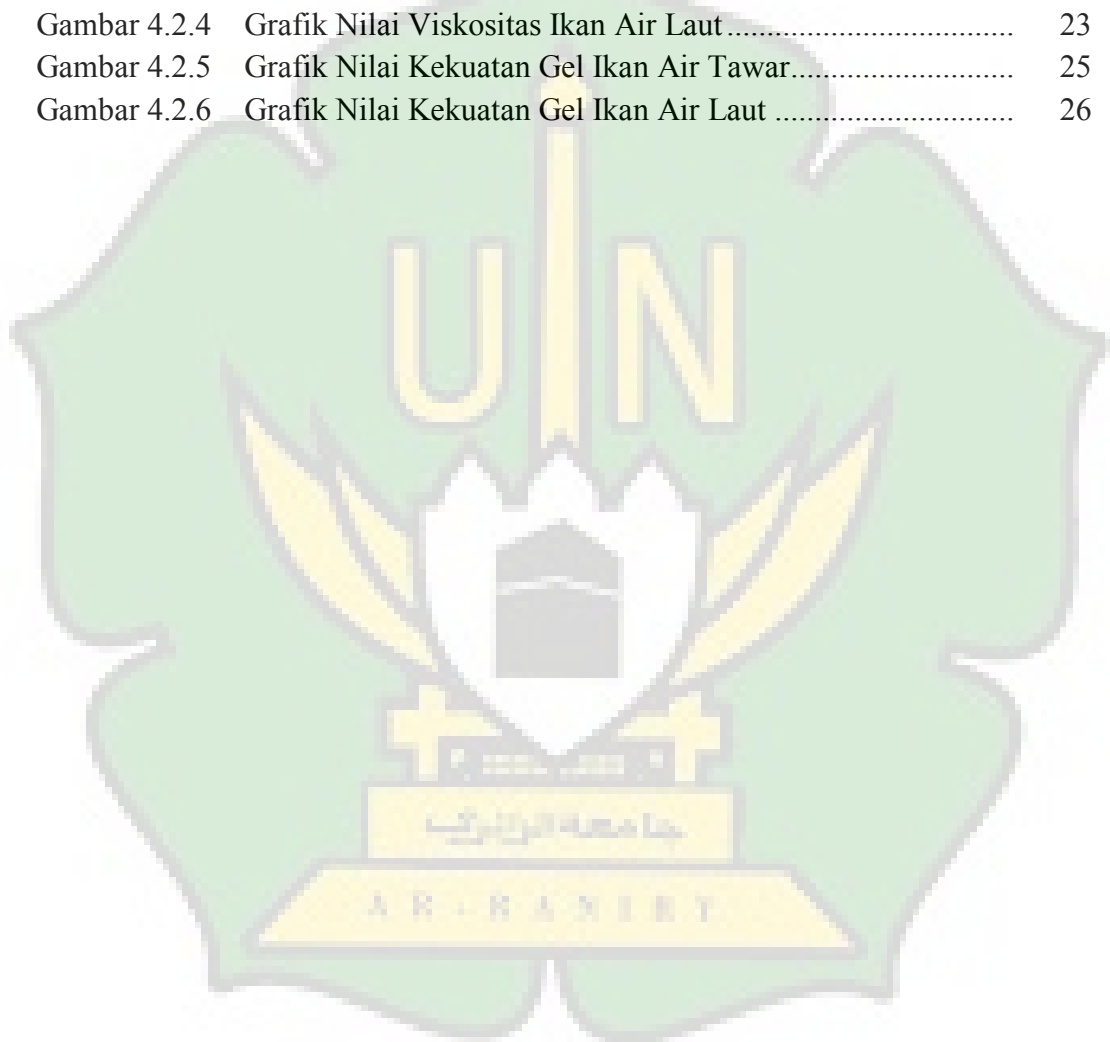 Gambar 4.2.4 Grafik Nilai Viskositas Ikan Air Laut................................. 23
Gambar 4.2.5 Grafik Nilai Kekuatan Gel Ikan Air Tawar......................... 25
Gambar 4.2.6 Grafik Nilai Kekuatan Gel Ikan Air Laut ........................... 26
UIN
جامعة الرانري
AR-RANIRY